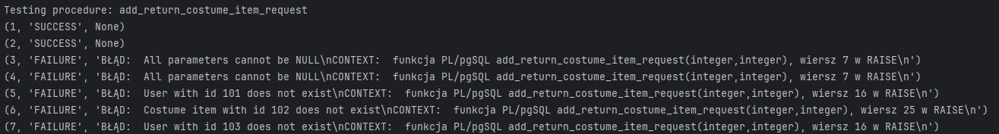 Testing procedure: add_return_costume_item_request
(1, 'SUCCESS', None)
(2, 'SUCCESS', None)
(3, 'FAILURE', 'BŁĄD:  All parameters cannot be NULL\nCONTEXT:  funkcja PL/pgSQL add_return_costume_item_request(integer,integer), wiersz 7 w RAISE\n')
(4, 'FAILURE', 'BŁĄD:  All parameters cannot be NULL\nCONTEXT:  funkcja PL/pgSQL add_return_costume_item_request(integer,integer), wiersz 7 w RAISE\n')
(5, 'FAILURE', 'BŁĄD:  User with id 101 does not exist\nCONTEXT:  funkcja PL/pgSQL add_return_costume_item_request(integer,integer), wiersz 16 w RAISE\n')
(6, 'FAILURE', 'BŁĄD:  Costume item with id 102 does not exist\nCONTEXT:  funkcja PL/pgSQL add_return_costume_item_request(integer,integer), wiersz 25 w RAISE\n')
(7, 'FAILURE', 'BŁĄD:  User with id 103 does not exist\nCONTEXT:  funkcja PL/pgSQL add_return_costume_item_request(integer,integer), wiersz 16 w RAISE\n')